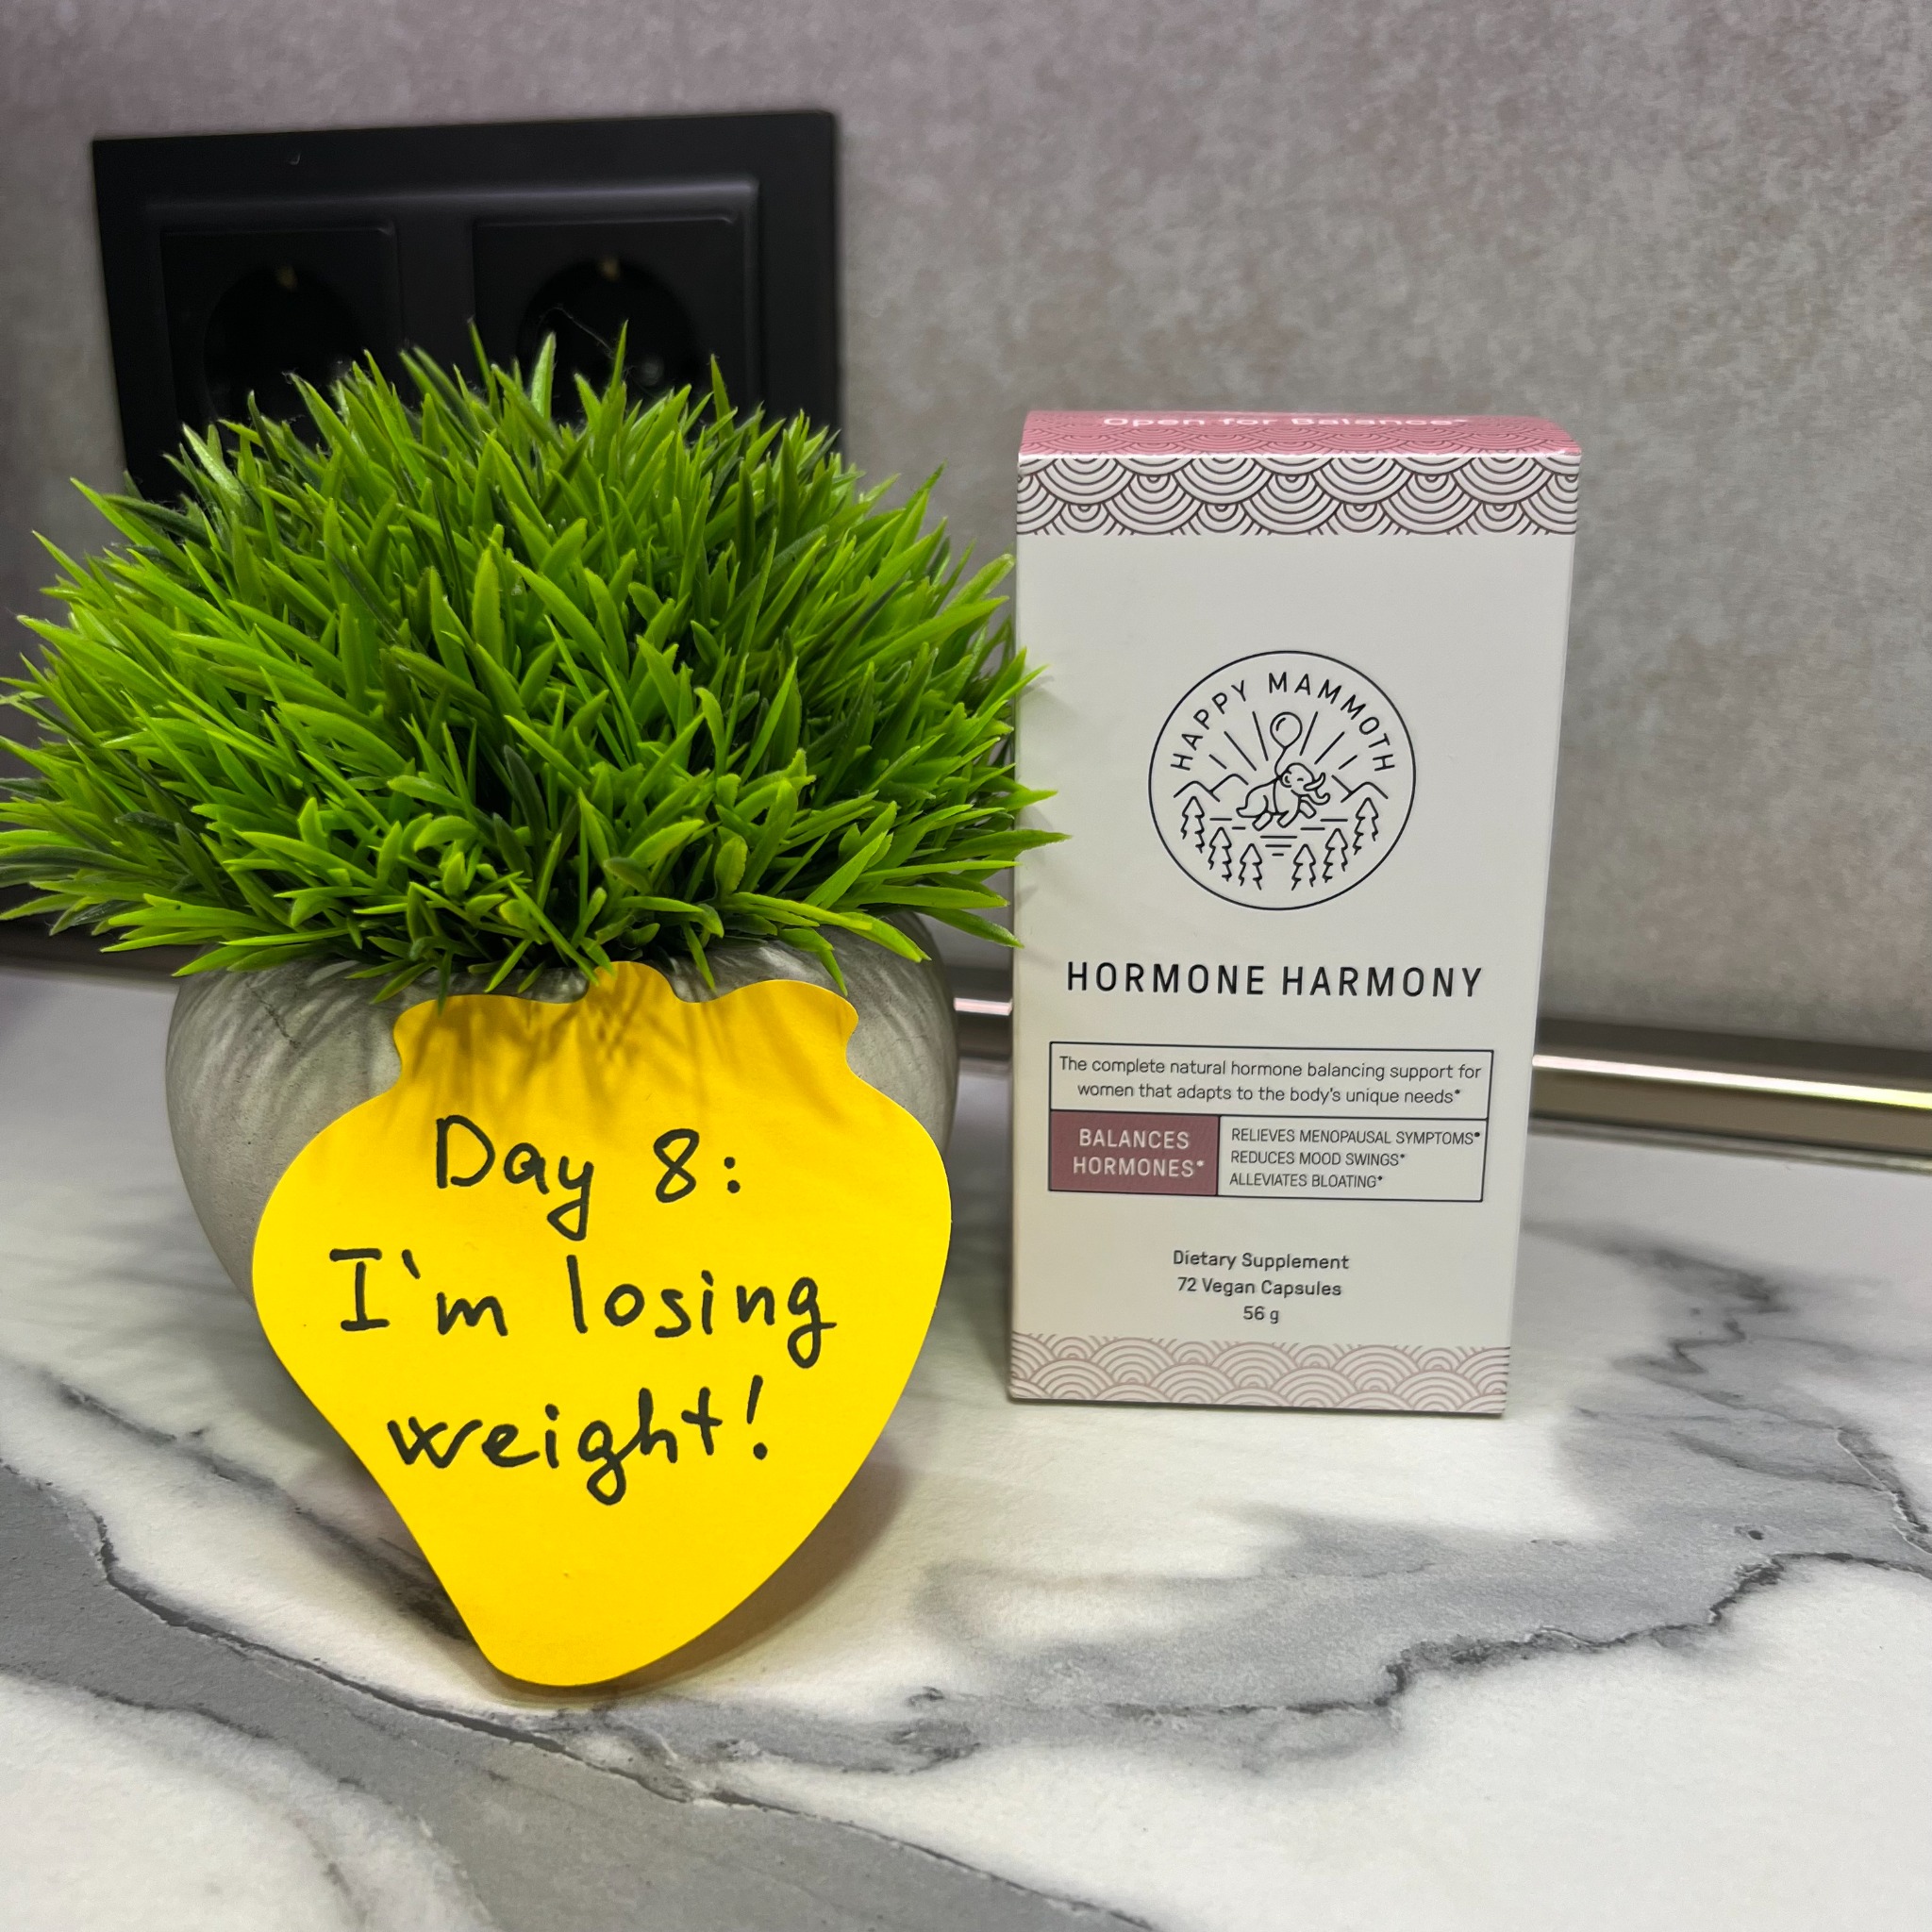 Day 8:
I'm losing
weight!
Open for Balance*
HAPPY MAMMOTH
HORMONE HARMONY
The complete natural hormone balancing support for
women that adapts to the body's unique needs*
BALANCES
HORMONES*
RELIEVES MENOPAUSAL SYMPTOMS*
REDUCES MOOD SWINGS*
ALLEVIATES BLOATING*
Dietary Supplement
72 Vegan Capsules
56 g